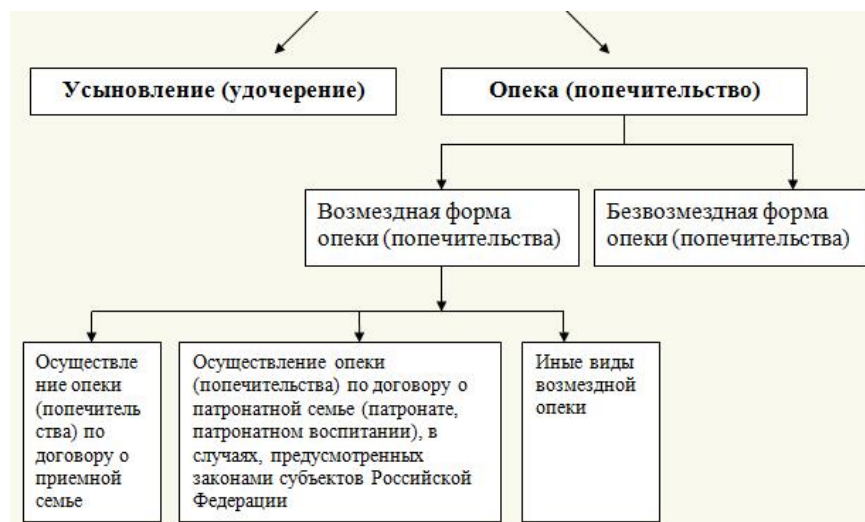 Усыновление (удочерение)
Опека (попечительство)
Возмездная форма
опеки (попечительства)
Безвозмездная форма
опеки (попечительства)
Осуществле
ние опеки
(попечитель
ства) по
договору о
приемной
семье
Осуществление опеки
(попечительства) по договору о
патронатной семье (патронате,
патронатном воспитании), в
случаях, предусмотренных
законами субъектов Российской
Федерации
Иные виды
возмездной
опеки